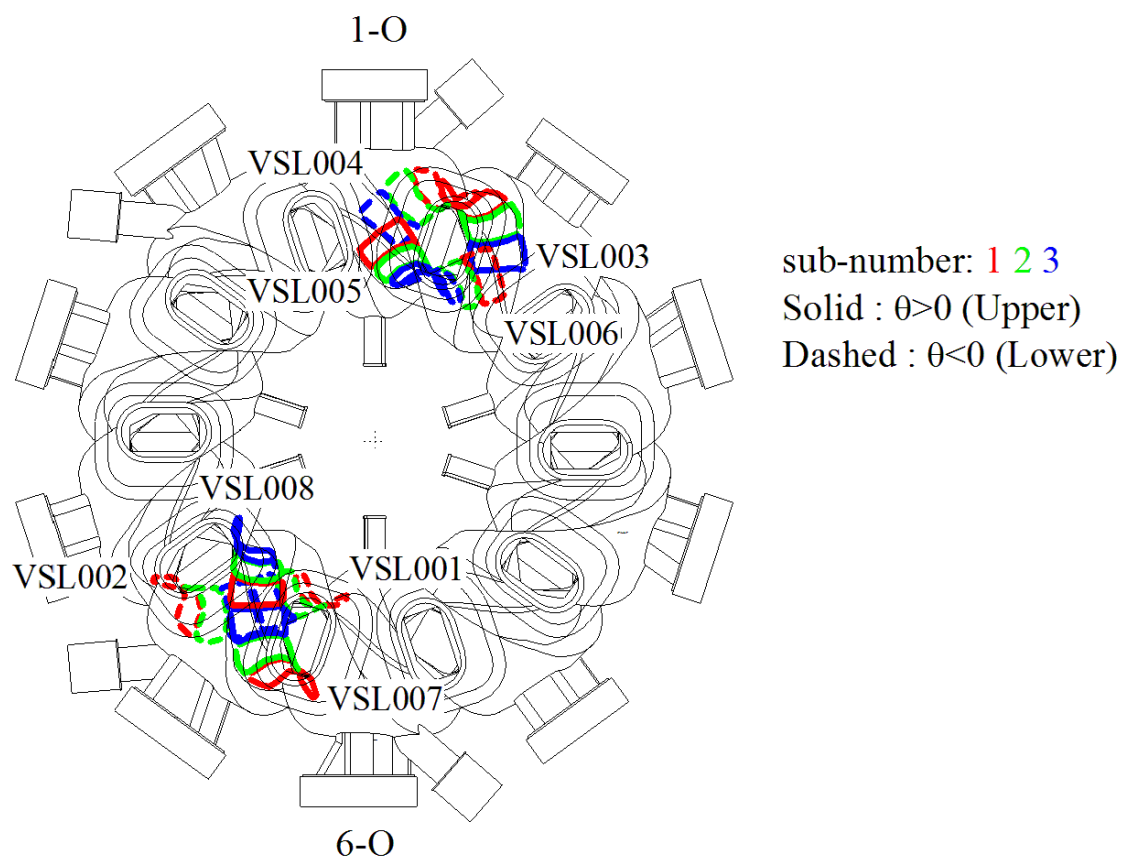 1-O
VSL004
VSL003
VSL005
VSL006
sub-number: 1 2 3
Solid : θ>0 (Upper)
Dashed : θ<0 (Lower)
VSL008
VSL002
VSL001
VSL007
6-O